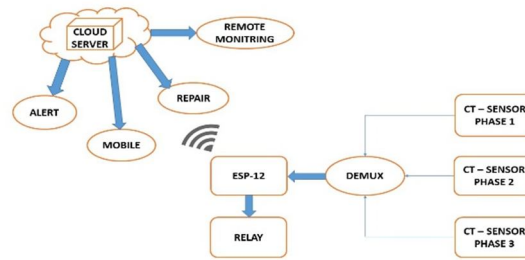 CLOUD
SERVER
REMOTE
MONITRING
ALERT
REPAIR
MOBILE
ESP-12
DEMUX
RELAY
CT – SENSOR
PHASE 1
CT – SENSOR
PHASE 2
CT – SENSOR
PHASE 3